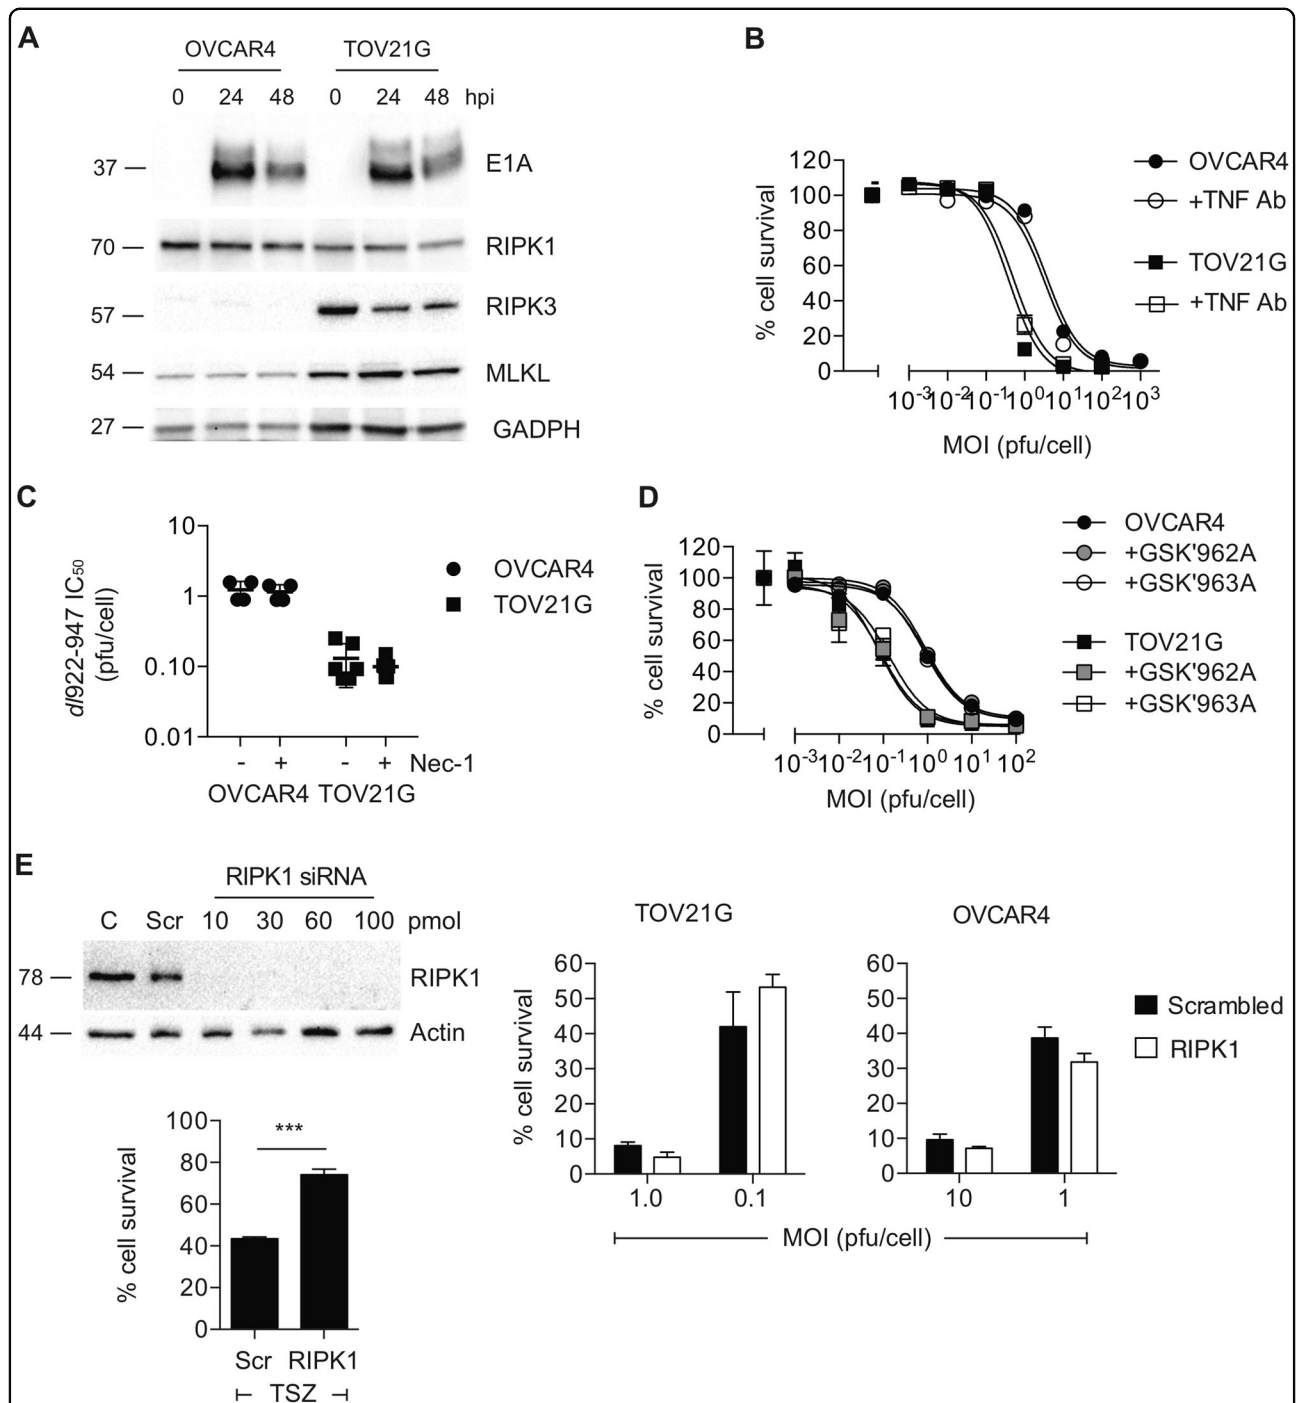 A
OVCAR4 TOV21G
0 24 48 0 24 48 hpi
37 E1A
70 RIPK1
57 RIPK3
54 MLKL
27 GADPH
B
% cell survival
120
100
80
60
40
20
0
10-3 10-2 10-1 100 101 102 103
MOI (pfu/cell)
OVCAR4
+TNF Ab
TOV21G
+TNF Ab
C
dl922-947 IC50
(pfu/cell)
10
1
0.10
0.01
- + - + Nec-1
OVCAR4 TOV21G
OVCAR4
TOV21G
D
% cell survival
120
100
80
60
40
20
0
10-3 10-2 10-1 100 101 102
MOI (pfu/cell)
OVCAR4
+GSK'962A
+GSK'963A
TOV21G
+GSK'962A
+GSK'963A
E
RIPK1 siRNA
C Scr 10 30 60 100 pmol
78 RIPK1
44 Actin
% cell survival
100
80
60
40
20
0
***
Scr RIPK1
TSZ
TOV21G
% cell survival
60
50
40
30
20
10
0
1.0 0.1
OVCAR4
60
50
40
30
20
10
0
10 1
MOI (pfu/cell)
Scrambled
RIPK1